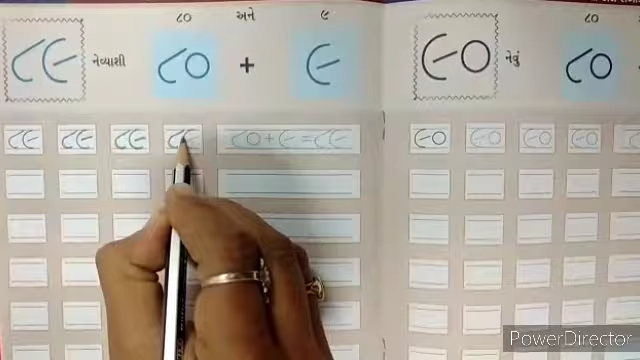 ૮૦ અને ૯ ૮૦
૮૯ નેવ્યાસી ૮૦ + ૯ ૯૦ નેવું ૮૦
૮૯ ૮૯ ૮૯ ૮૯ ૮૦+૯=૮૯ ૯૦ ૯૦ ૯૦ ૯૦
PowerDirector